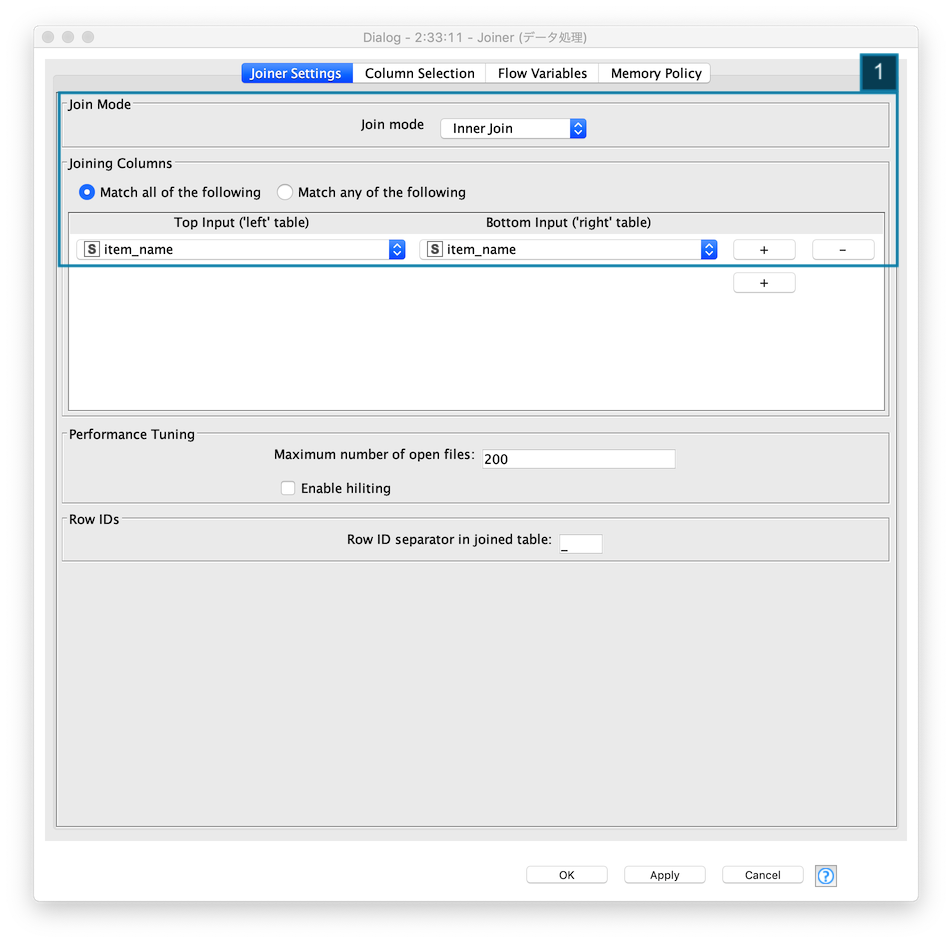 Dialog - 2:33:11 - Joiner (データ処理)
Joiner Settings Column Selection Flow Variables Memory Policy
1
Join Mode
Join mode Inner Join
Joining Columns
Match all of the following Match any of the following
Top Input ('left' table) Bottom Input ('right' table)
S item_name S item_name + −
+
Performance Tuning
Maximum number of open files: 200
Enable hiliting
Row IDs
Row ID separator in joined table: _
OK Apply Cancel ?